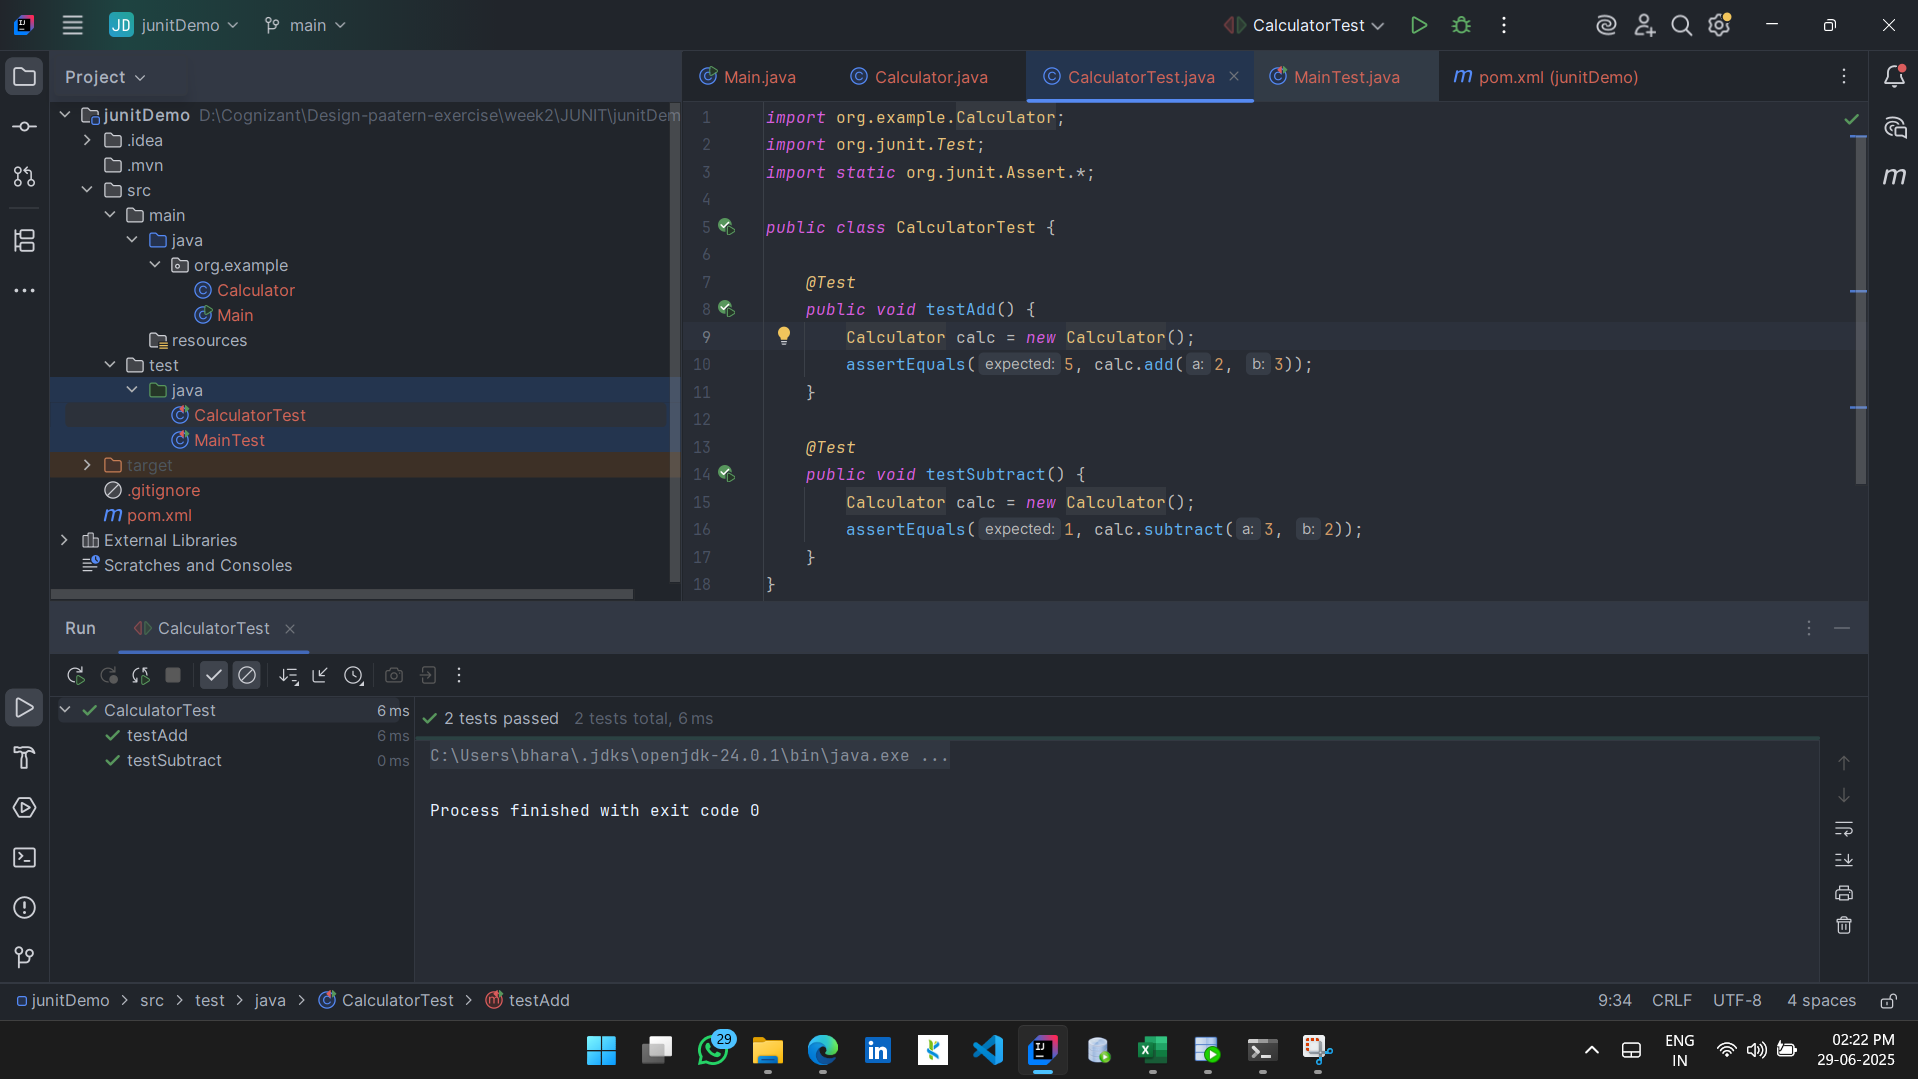 JD junitDemo main CalculatorTest
Project
Main.java Calculator.java CalculatorTest.java MainTest.java m pom.xml (junitDemo)
junitDemo D:\Cognizant\Design-paatern-exercise\week2\JUNIT\junitDem
.idea
.mvn
src
main
java
org.example
Calculator
Main
resources
test
java
CalculatorTest
MainTest
target
.gitignore
m pom.xml
External Libraries
Scratches and Consoles
1 import org.example.Calculator;
2 import org.junit.Test;
3 import static org.junit.Assert.*;
4
5 public class CalculatorTest {
6
7 @Test
8 public void testAdd() {
9 Calculator calc = new Calculator();
10 assertEquals( expected: 5, calc.add( a: 2, b: 3));
11 }
12
13 @Test
14 public void testSubtract() {
15 Calculator calc = new Calculator();
16 assertEquals( expected: 1, calc.subtract( a: 3, b: 2));
17 }
18 }
m
Run CalculatorTest
CalculatorTest 6 ms
testAdd 6 ms
testSubtract 0 ms
2 tests passed 2 tests total, 6 ms
C:\Users\bhara\.jdks\openjdk-24.0.1\bin\java.exe ...
Process finished with exit code 0
junitDemo > src > test > java > CalculatorTest > testAdd
9:34 CRLF UTF-8 4 spaces
29
ENG
IN
02:22 PM
29-06-2025